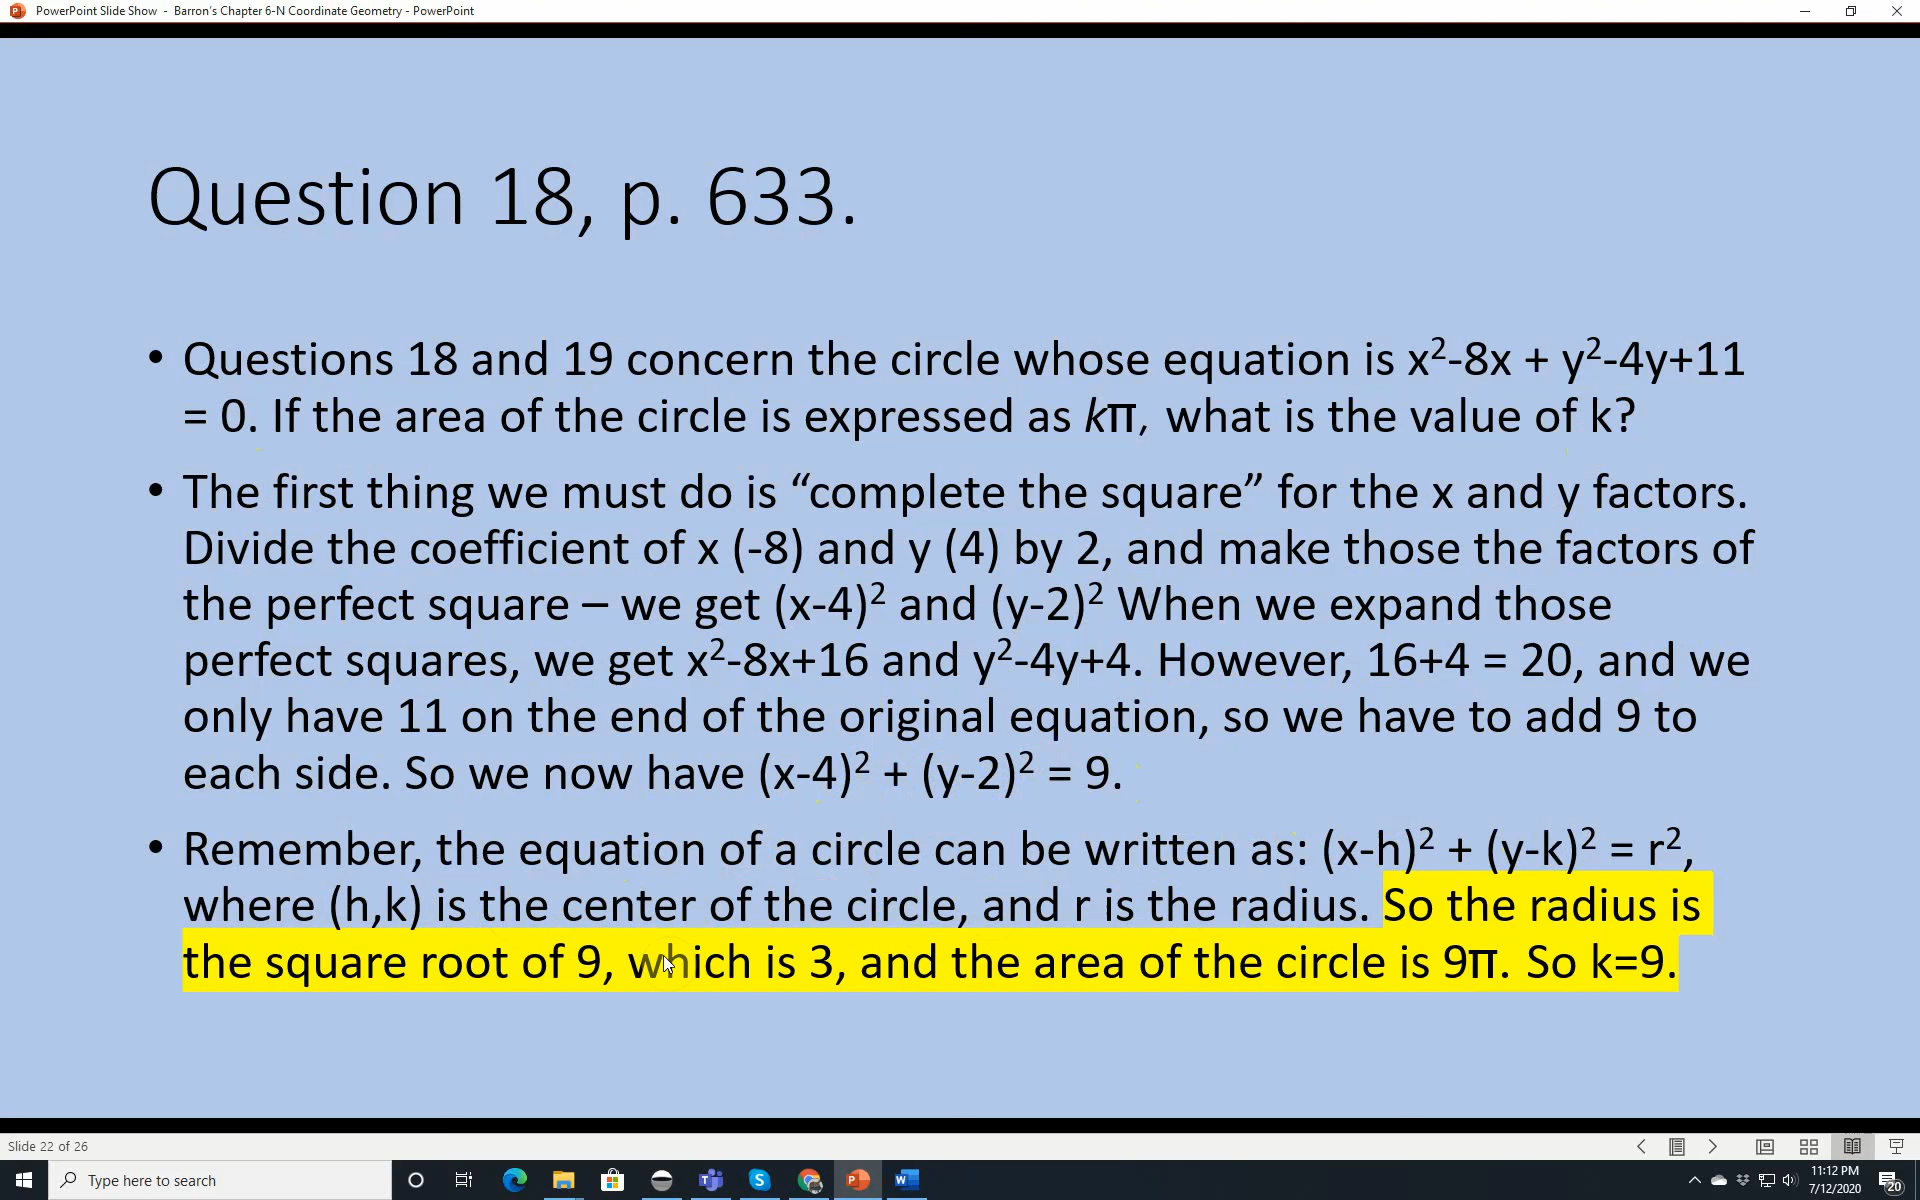 PowerPoint Slide Show - Barron's Chapter 6-N Coordinate Geometry - PowerPoint
Question 18, p. 633.
• Questions 18 and 19 concern the circle whose equation is x²-8x + y²-4y+11
= 0. If the area of the circle is expressed as kπ, what is the value of k?
• The first thing we must do is “complete the square” for the x and y factors.
Divide the coefficient of x (-8) and y (4) by 2, and make those the factors of
the perfect square – we get (x-4)² and (y-2)² When we expand those
perfect squares, we get x²-8x+16 and y²-4y+4. However, 16+4 = 20, and we
only have 11 on the end of the original equation, so we have to add 9 to
each side. So we now have (x-4)² + (y-2)² = 9.
• Remember, the equation of a circle can be written as: (x-h)² + (y-k)² = r²,
where (h,k) is the center of the circle, and r is the radius. So the radius is
the square root of 9, which is 3, and the area of the circle is 9π. So k=9.
Slide 22 of 26
Type here to search
11:12 PM
7/12/2020
20